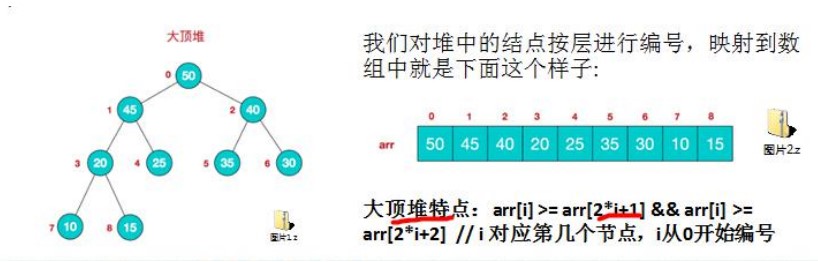 大顶堆
0 50
1 45 2 40
3 20 4 25 5 35 6 30
7 10 8 15
图片1.z
我们对堆中的结点按层进行编号，映射到数
组中就是下面这个样子:
0 1 2 3 4 5 6 7 8
arr 50 45 40 20 25 35 30 10 15
图片2.z
大顶堆特点：arr[i] >= arr[2*i+1] && arr[i] >=
arr[2*i+2] // i 对应第几个节点，i从0开始编号